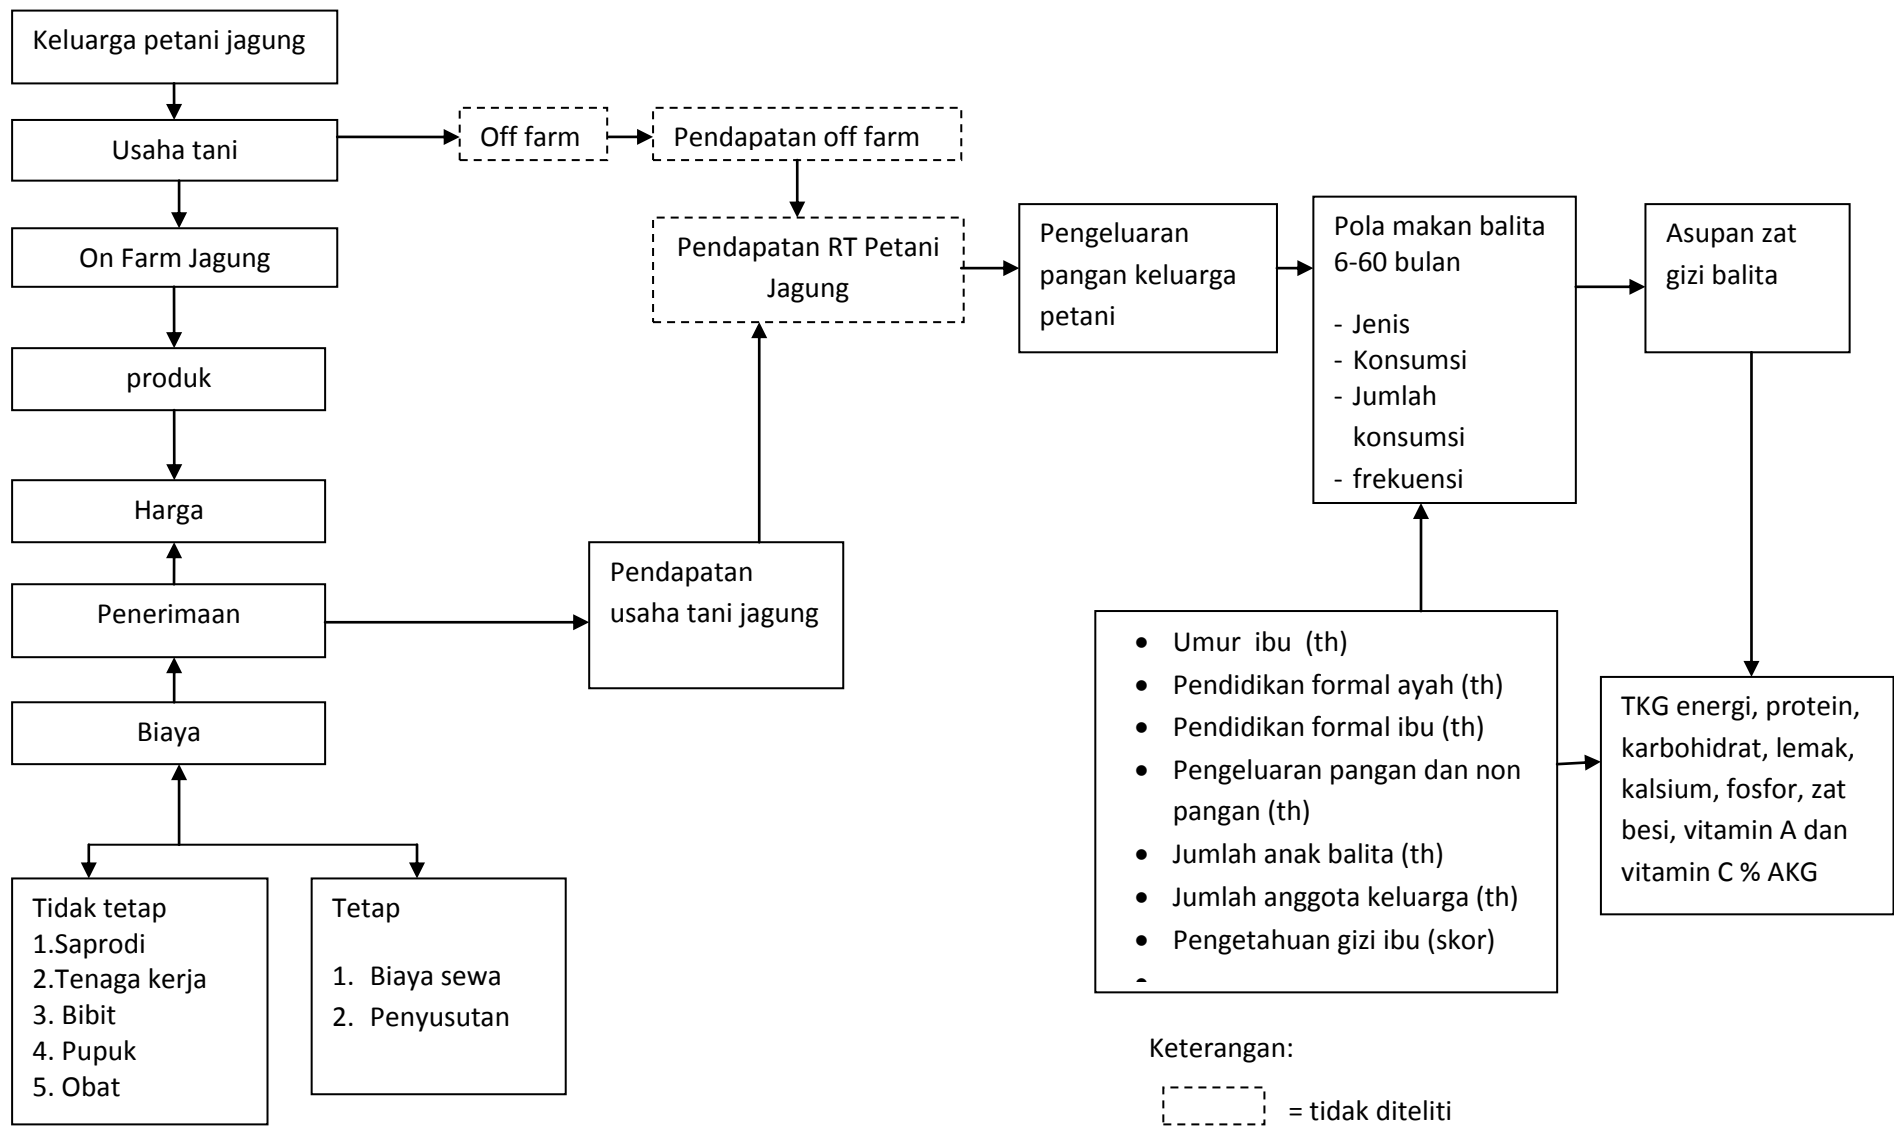 Keluarga petani jagung
Usaha tani
On Farm Jagung
produk
Harga
Penerimaan
Biaya
Tidak tetap
1.Saprodi
2.Tenaga kerja
3. Bibit
4. Pupuk
5. Obat
Tetap
1. Biaya sewa
2. Penyusutan
Off farm
Pendapatan off farm
Pendapatan RT Petani
Jagung
Pendapatan
usaha tani jagung
Pengeluaran
pangan keluarga
petani
Pola makan balita
6-60 bulan
- Jenis
- Konsumsi
- Jumlah
konsumsi
- frekuensi
Asupan zat
gizi balita
• Umur ibu (th)
• Pendidikan formal ayah (th)
• Pendidikan formal ibu (th)
• Pengeluaran pangan dan non
pangan (th)
• Jumlah anak balita (th)
• Jumlah anggota keluarga (th)
• Pengetahuan gizi ibu (skor)
TKG energi, protein,
karbohidrat, lemak,
kalsium, fosfor, zat
besi, vitamin A dan
vitamin C % AKG
Keterangan:
= tidak diteliti